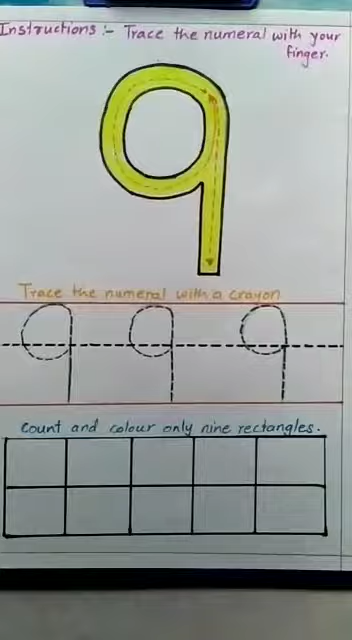 Instructions :- Trace the numeral with your
finger.
9
Trace the numeral with a crayon
9 9 9
count and colour only nine rectangles.